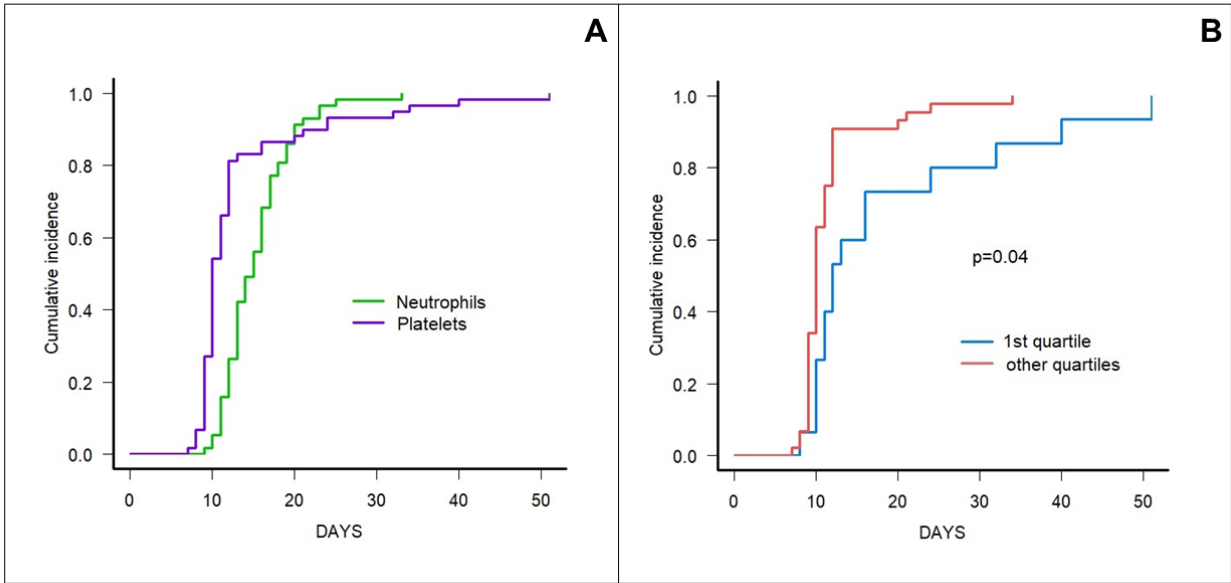 A
1.0
0.8
0.6
0.4
0.2
0.0
Cumulative incidence
Neutrophils
Platelets
0 10 20 30 40 50
DAYS
B
1.0
0.8
0.6
0.4
0.2
0.0
Cumulative incidence
p=0.04
1st quartile
other quartiles
0 10 20 30 40 50
DAYS